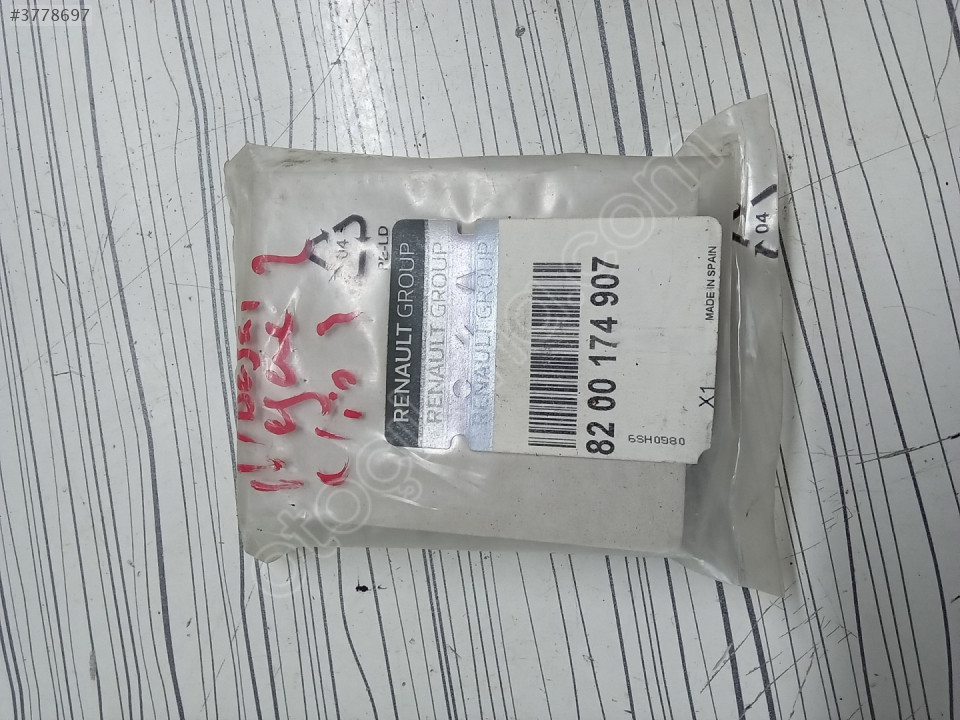 #3778697
04
PE-LD
RENAULT GROUP
RENAULT GROUP
RENAULT GROUP
82 00 174 907
6SH0980
X1
MADE IN SPAIN
04